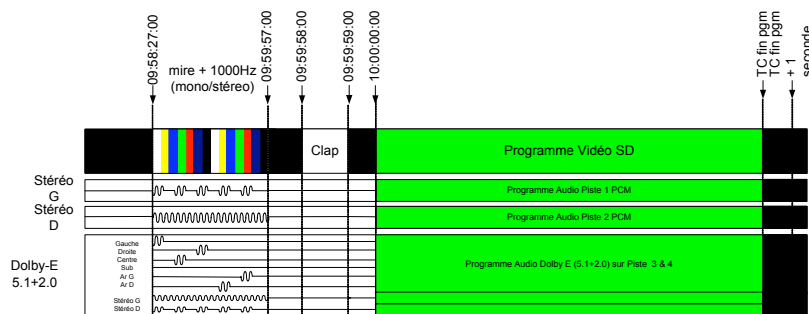 09:58:27:00
mire + 1000Hz
(mono/stéreo)
09:59:57:00
09:59:58:00
09:59:59:00
10:00:00:00
TC fin pgm
TC fin pgm
+ 1
seconde
Clap
Programme Vidéo SD
Stéréo
G
Programme Audio Piste 1 PCM
Stéréo
D
Programme Audio Piste 2 PCM
Dolby-E
5.1+2.0
Gauche
Droite
Centre
Sub
Ar G
Ar D
Stéréo G
Stéréo D
Programme Audio Dolby E (5.1+2.0) sur Piste 3 & 4